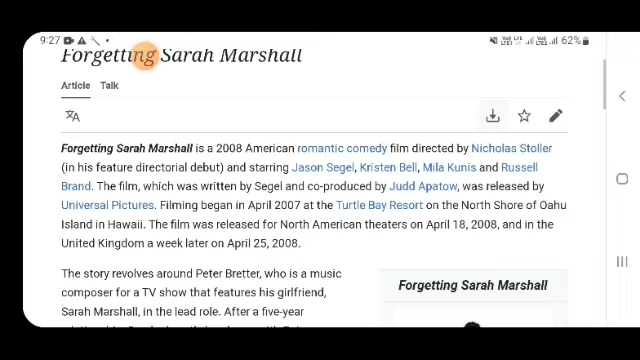 9:27
VoD LTE1 LTE VoD LTE2 62%
Forgetting Sarah Marshall
Article Talk
Forgetting Sarah Marshall is a 2008 American romantic comedy film directed by Nicholas Stoller
(in his feature directorial debut) and starring Jason Segel, Kristen Bell, Mila Kunis and Russell
Brand. The film, which was written by Segel and co-produced by Judd Apatow, was released by
Universal Pictures. Filming began in April 2007 at the Turtle Bay Resort on the North Shore of Oahu
Island in Hawaii. The film was released for North American theaters on April 18, 2008, and in the
United Kingdom a week later on April 25, 2008.
The story revolves around Peter Bretter, who is a music
composer for a TV show that features his girlfriend,
Sarah Marshall, in the lead role. After a five-year
Forgetting Sarah Marshall